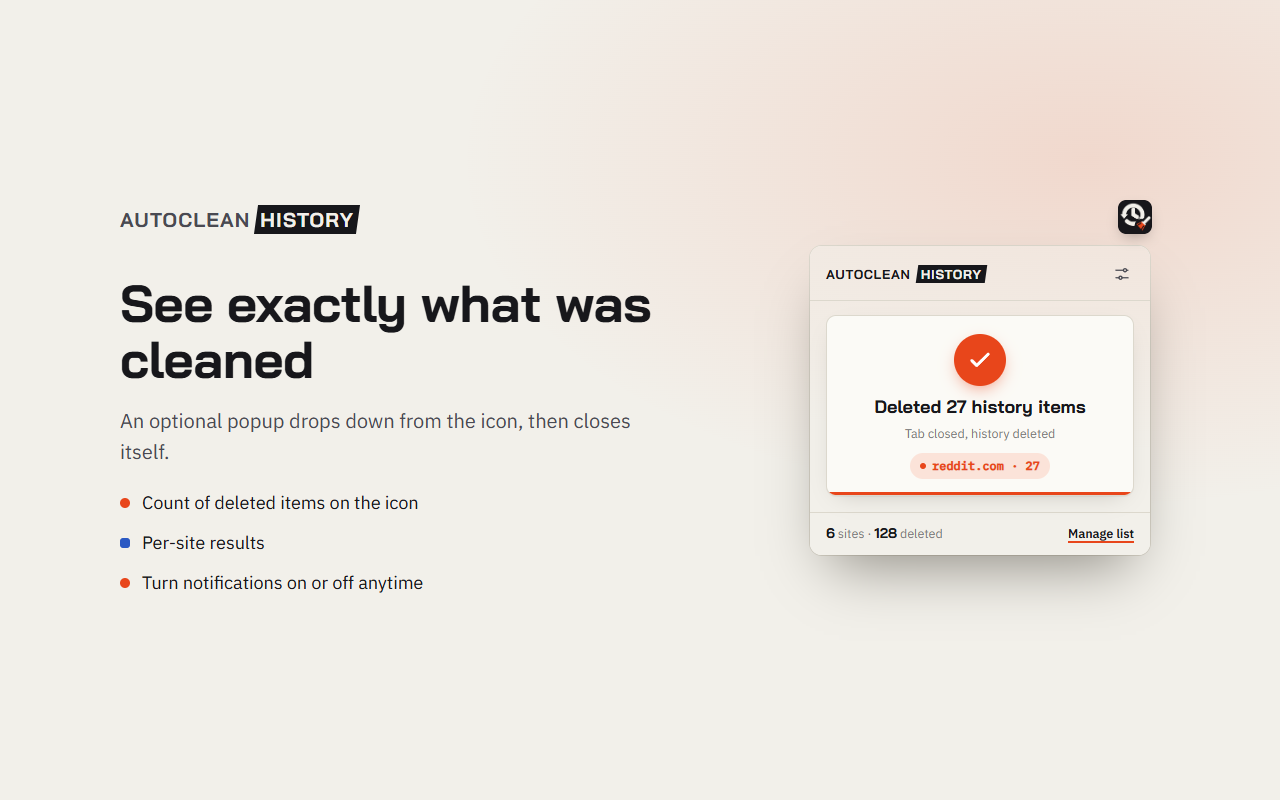 AUTOCLEAN HISTORY
See exactly what was
cleaned
An optional popup drops down from the icon, then closes
itself.
Count of deleted items on the icon
Per-site results
Turn notifications on or off anytime
AUTOCLEAN HISTORY
Deleted 27 history items
Tab closed, history deleted
reddit.com · 27
6 sites · 128 deleted
Manage list